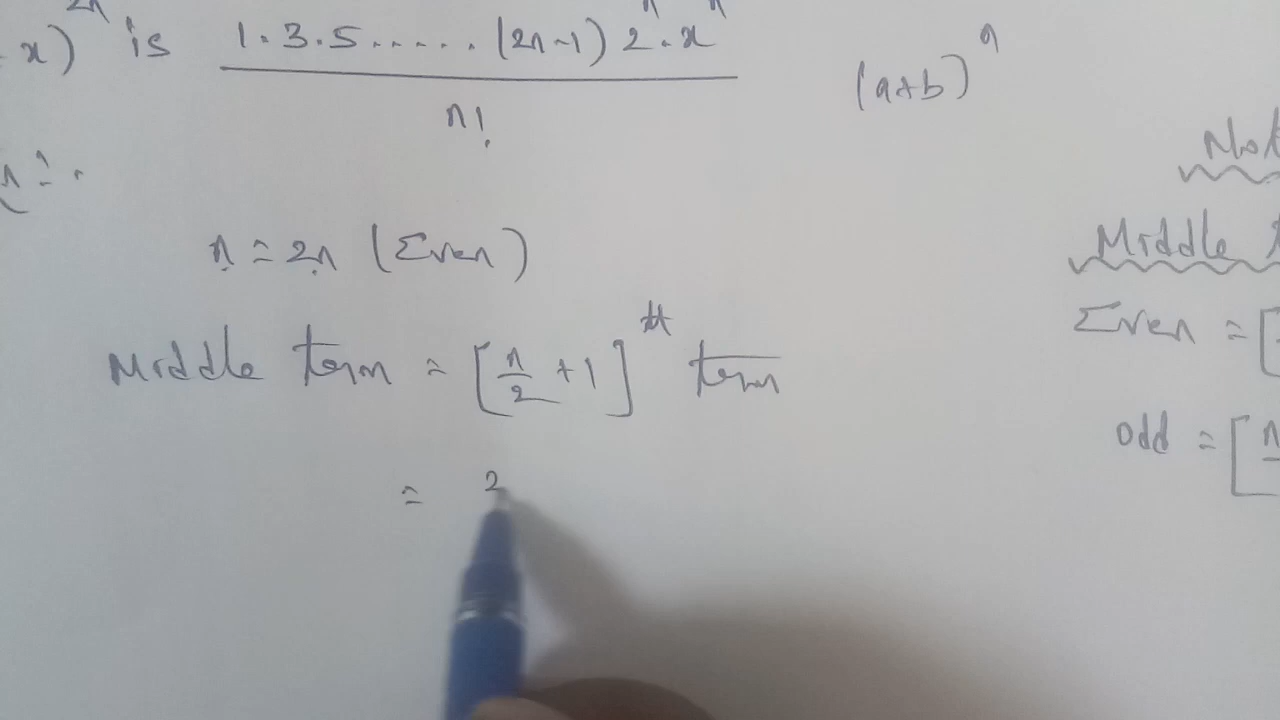 x)^2n is 1.3.5.....(2n-1) 2^n.x^n
n!
(a+b)^n
n = 2n (Even)
Middle term = [n/2 + 1]^th term
= 2
Middle
Even = [
Odd = [n